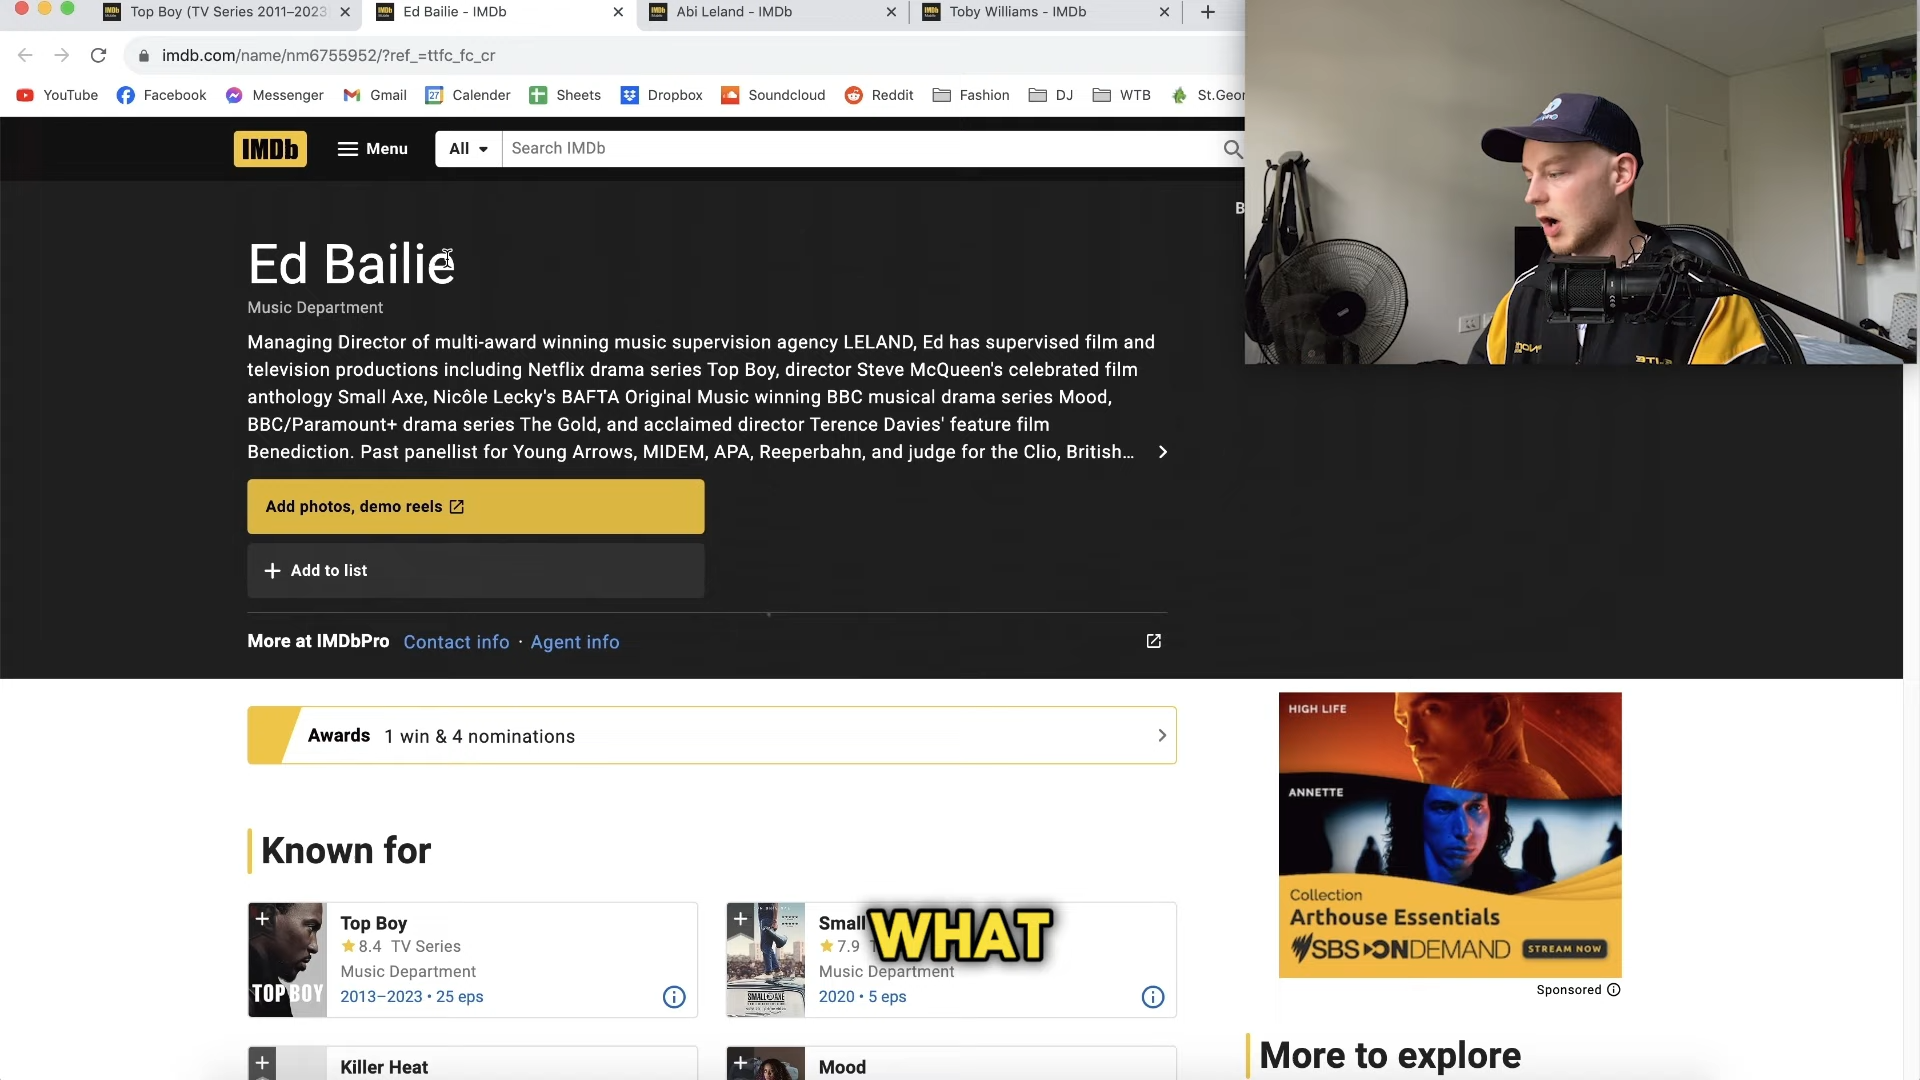 Top Boy (TV Series 2011–2023
Ed Bailie - IMDb
Abi Leland - IMDb
Toby Williams - IMDb
imdb.com/name/nm6755952/?ref_=ttfc_fc_cr
YouTube
Facebook
Messenger
Gmail
Calender
Sheets
Dropbox
Soundcloud
Reddit
Fashion
DJ
WTB
St.Geor
IMDb
Menu
All
Search IMDb
B
Ed Bailie
Music Department
Managing Director of multi-award winning music supervision agency LELAND, Ed has supervised film and
television productions including Netflix drama series Top Boy, director Steve McQueen's celebrated film
anthology Small Axe, Nicôle Lecky's BAFTA Original Music winning BBC musical drama series Mood,
BBC/Paramount+ drama series The Gold, and acclaimed director Terence Davies' feature film
Benediction. Past panellist for Young Arrows, MIDEM, APA, Reeperbahn, and judge for the Clio, British...
Add photos, demo reels
Add to list
More at IMDbPro Contact info · Agent info
Awards 1 win & 4 nominations
Known for
Top Boy
8.4 TV Series
Music Department
2013–2023 • 25 eps
TOP BOY
Small
7.9
Music Department
2020 • 5 eps
SMALL AXE
WHAT
Killer Heat
Mood
HIGH LIFE
ANNETTE
Collection
Arthouse Essentials
SBS ON DEMAND
STREAM NOW
Sponsored
More to explore